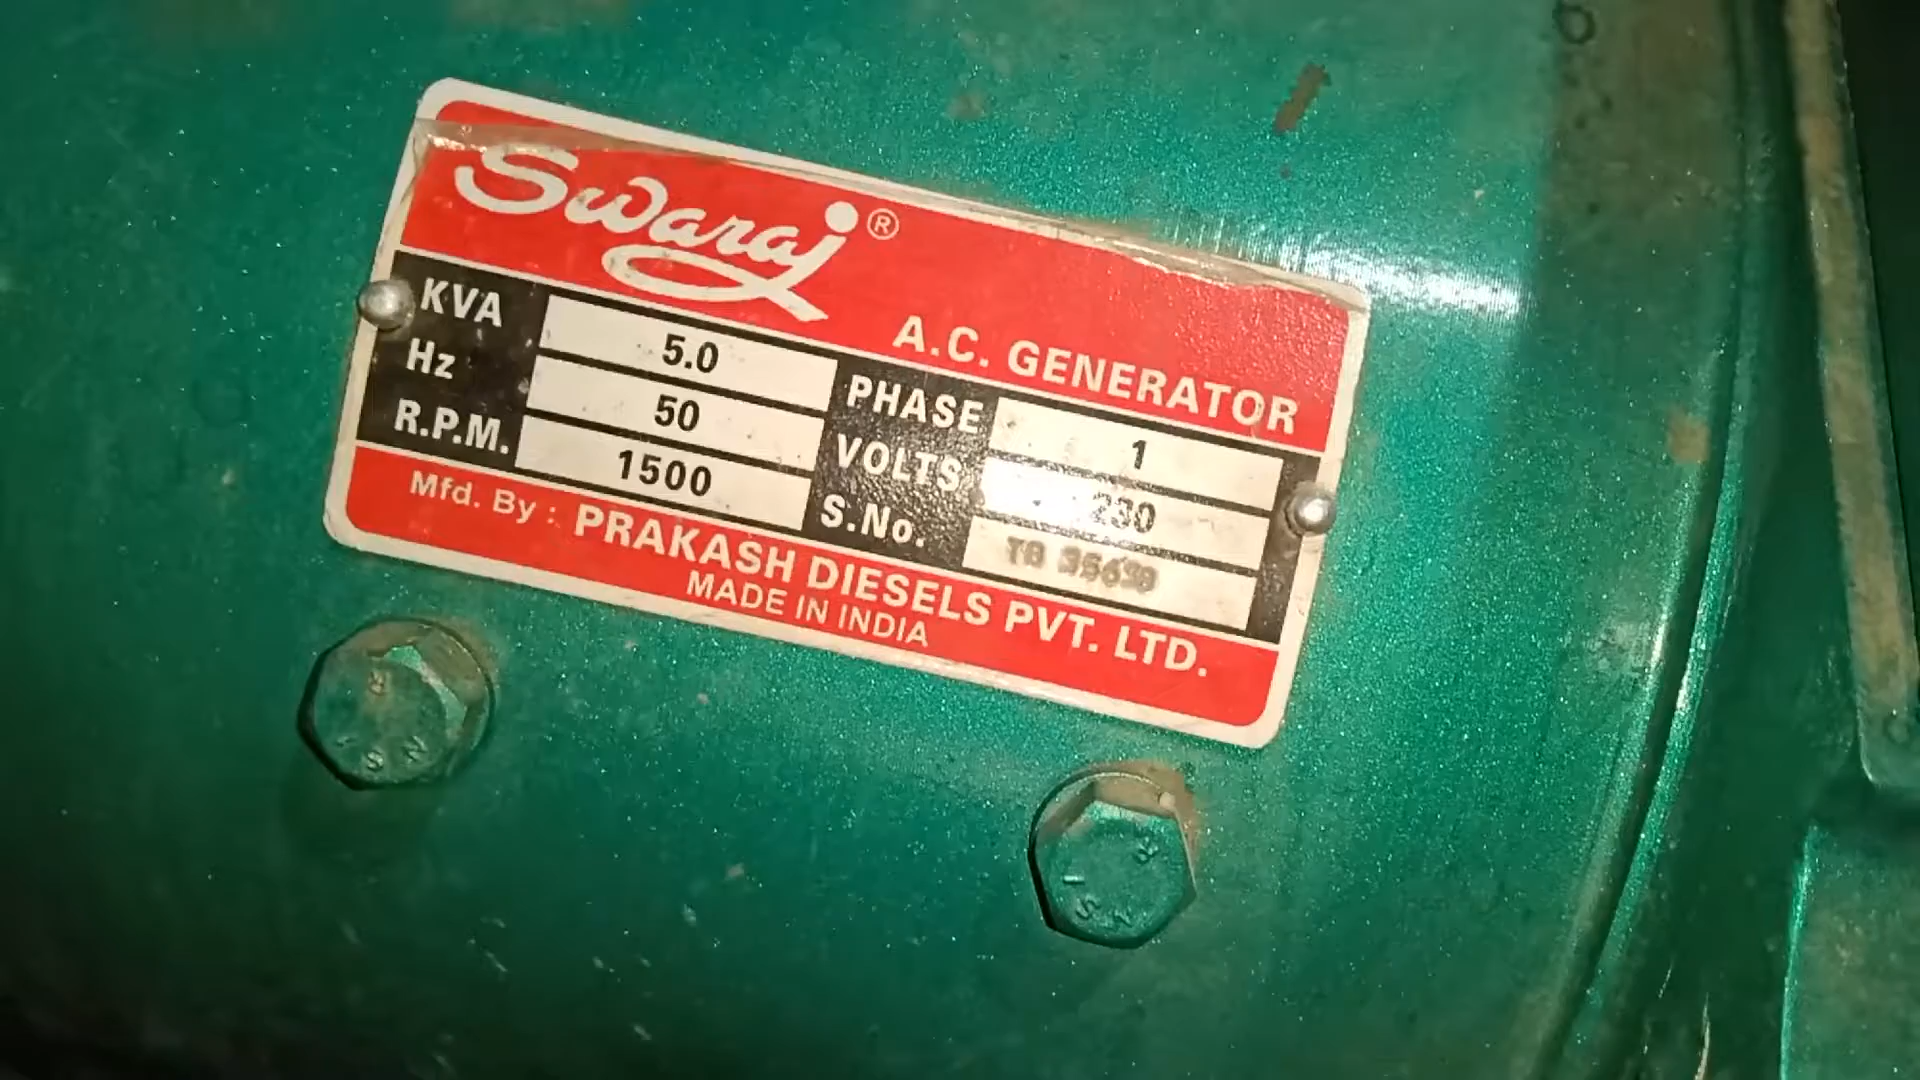 Swaraj®
A.C. GENERATOR
KVA 5.0
Hz 50
R.P.M. 1500
PHASE 1
VOLTS 230
S.No.
Mfd. By : PRAKASH DIESELS PVT. LTD.
MADE IN INDIA